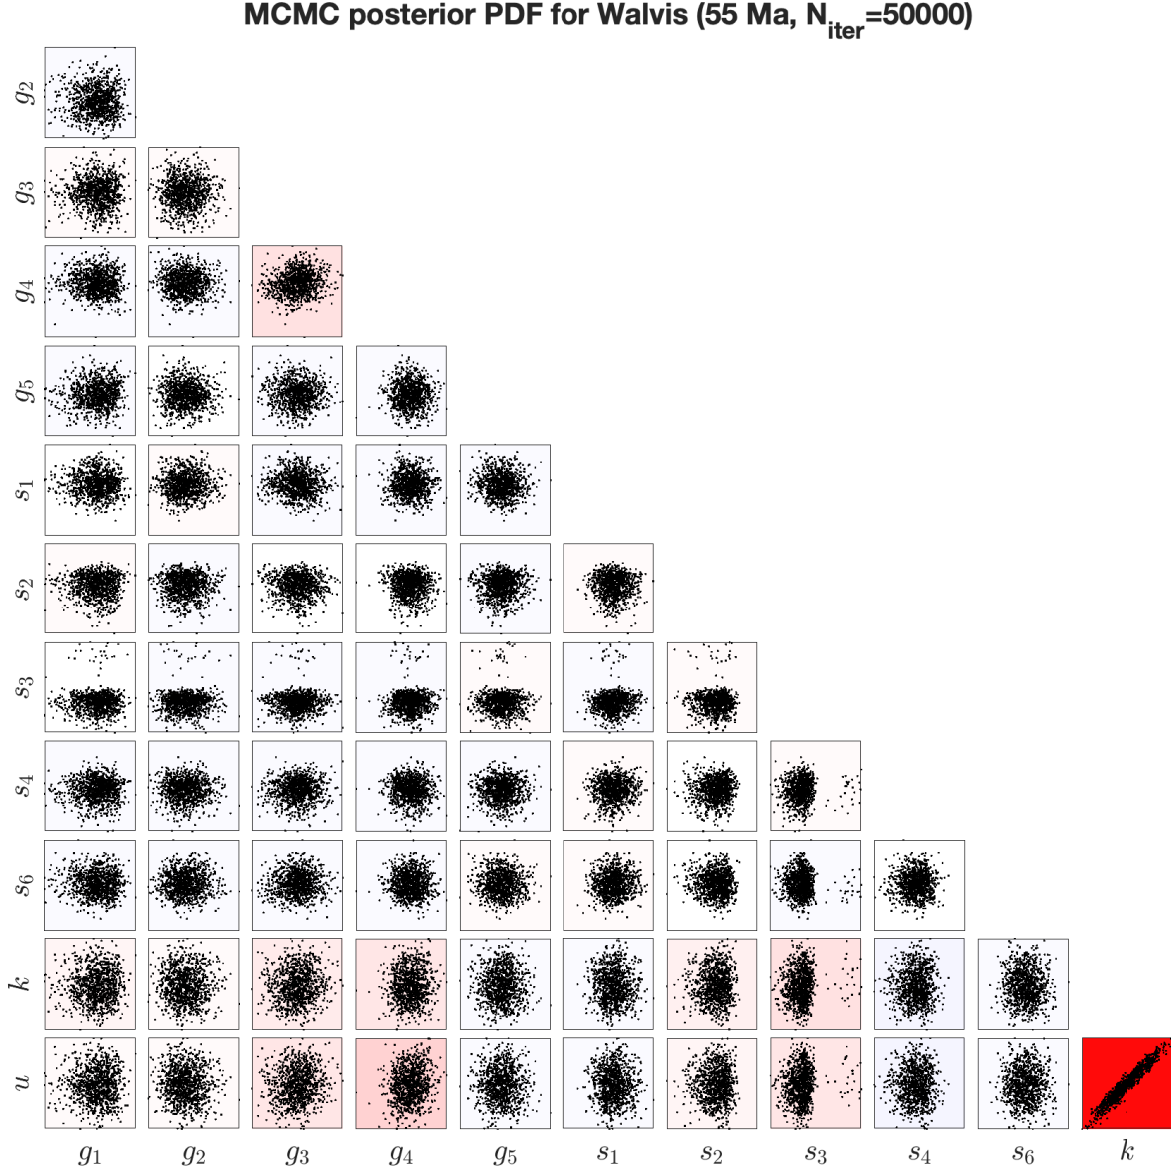 MCMC posterior PDF for Walvis (55 Ma, N_iter=50000)
g2
g3
g4
g5
s1
s2
s3
s4
s6
k
u
g1 g2 g3 g4 g5 s1 s2 s3 s4 s6 k